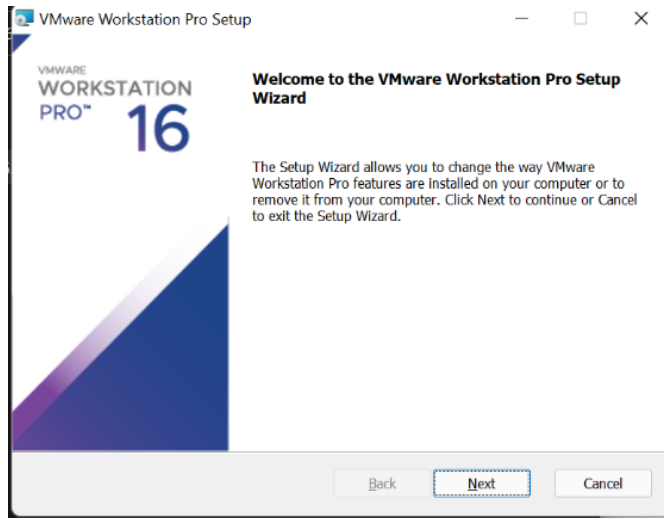 VMware Workstation Pro Setup
VMWARE
WORKSTATION
PRO™ 16
Welcome to the VMware Workstation Pro Setup
Wizard
The Setup Wizard allows you to change the way VMware
Workstation Pro features are installed on your computer or to
remove it from your computer. Click Next to continue or Cancel
to exit the Setup Wizard.
Back Next Cancel